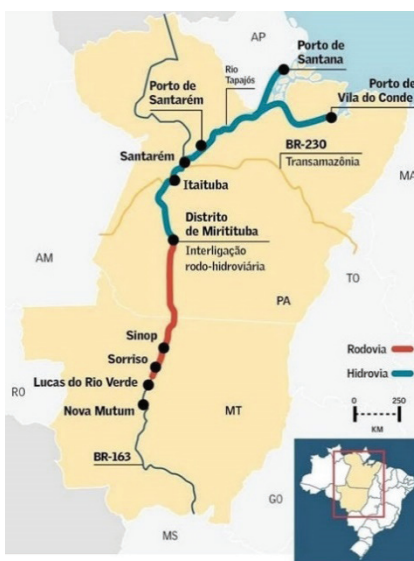 AP
Porto de
Santana
Rio
Tapajós
Porto de
Vila do Conde
Porto de
Santarém
BR-230
Transamazônia
Santarém
Itaituba
MA
Distrito
de Miritituba
Interligação
rodo-hidroviária
AM
TO
PA
Sinop
Sorriso
Rodovia
Lucas do Rio Verde
Hidrovia
RO
Nova Mutum
MT
0 250
KM
BR-163
GO
MS